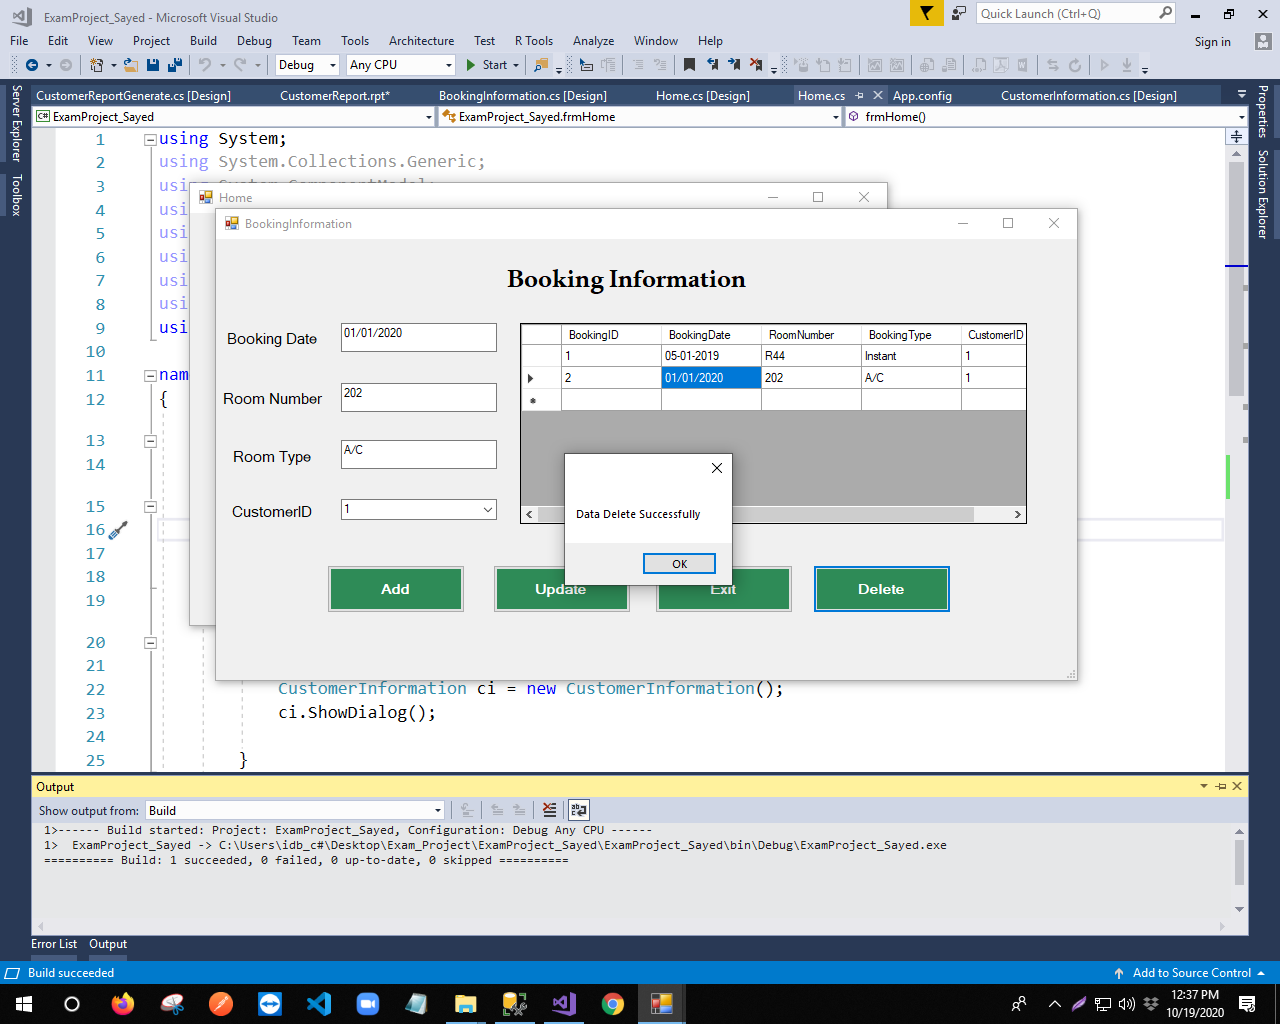 ExamProject_Sayed - Microsoft Visual Studio
Quick Launch (Ctrl+Q)
File Edit View Project Build Debug Team Tools Architecture Test R Tools Analyze Window Help
Sign in
Debug Any CPU Start
Server Explorer
Toolbox
Properties
Solution Explorer
CustomerReportGenerate.cs [Design] CustomerReport.rpt* BookingInformation.cs [Design] Home.cs [Design] Home.cs App.config CustomerInformation.cs [Design]
ExamProject_Sayed ExamProject_Sayed.frmHome frmHome()
1 using System;
2 using System.Collections.Generic;
3 using System.ComponentModel;
4 usi
5 usi
6 usi
7 usi
8 usi
9 usi
10
11 nam
12 {
13
14
15
16
17
18
19
20
21
22 CustomerInformation ci = new CustomerInformation();
23 ci.ShowDialog();
24
25 }
Home
BookingInformation
Booking Information
Booking Date 01/01/2020
Room Number 202
Room Type A/C
CustomerID 1
BookingID BookingDate RoomNumber BookingType CustomerID
1 05-01-2019 R44 Instant 1
2 01/01/2020 202 A/C 1
Data Delete Successfully
OK
Add Update Exit Delete
Output
Show output from: Build
1>------ Build started: Project: ExamProject_Sayed, Configuration: Debug Any CPU ------
1>  ExamProject_Sayed -> C:\Users\idb_c#\Desktop\Exam_Project\ExamProject_Sayed\ExamProject_Sayed\bin\Debug\ExamProject_Sayed.exe
========== Build: 1 succeeded, 0 failed, 0 up-to-date, 0 skipped ==========
Error List Output
Build succeeded
Add to Source Control
12:37 PM
10/19/2020